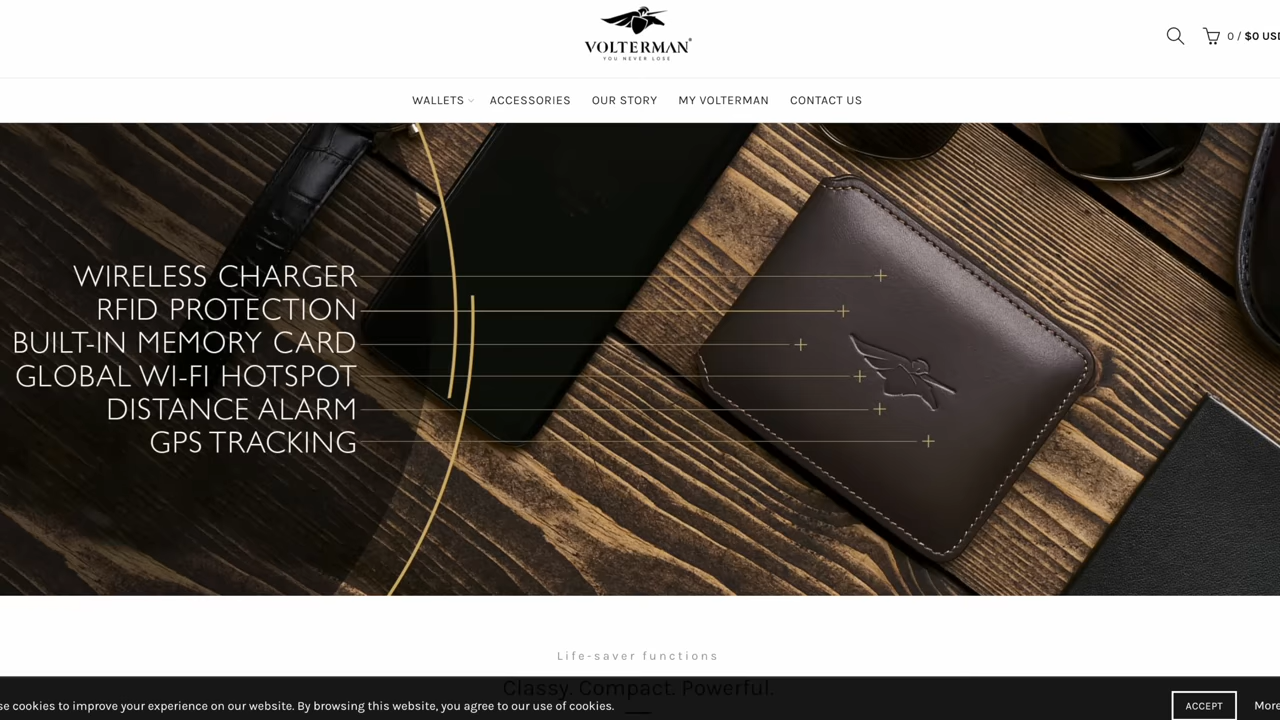 VOLTERMAN®
YOU NEVER LOSE
0 / $0 USD
WALLETS
ACCESSORIES
OUR STORY
MY VOLTERMAN
CONTACT US
WIRELESS CHARGER
RFID PROTECTION
BUILT-IN MEMORY CARD
GLOBAL WI-FI HOTSPOT
DISTANCE ALARM
GPS TRACKING
Life-saver functions
Classy. Compact. Powerful.
se cookies to improve your experience on our website. By browsing this website, you agree to our use of cookies.
ACCEPT
More